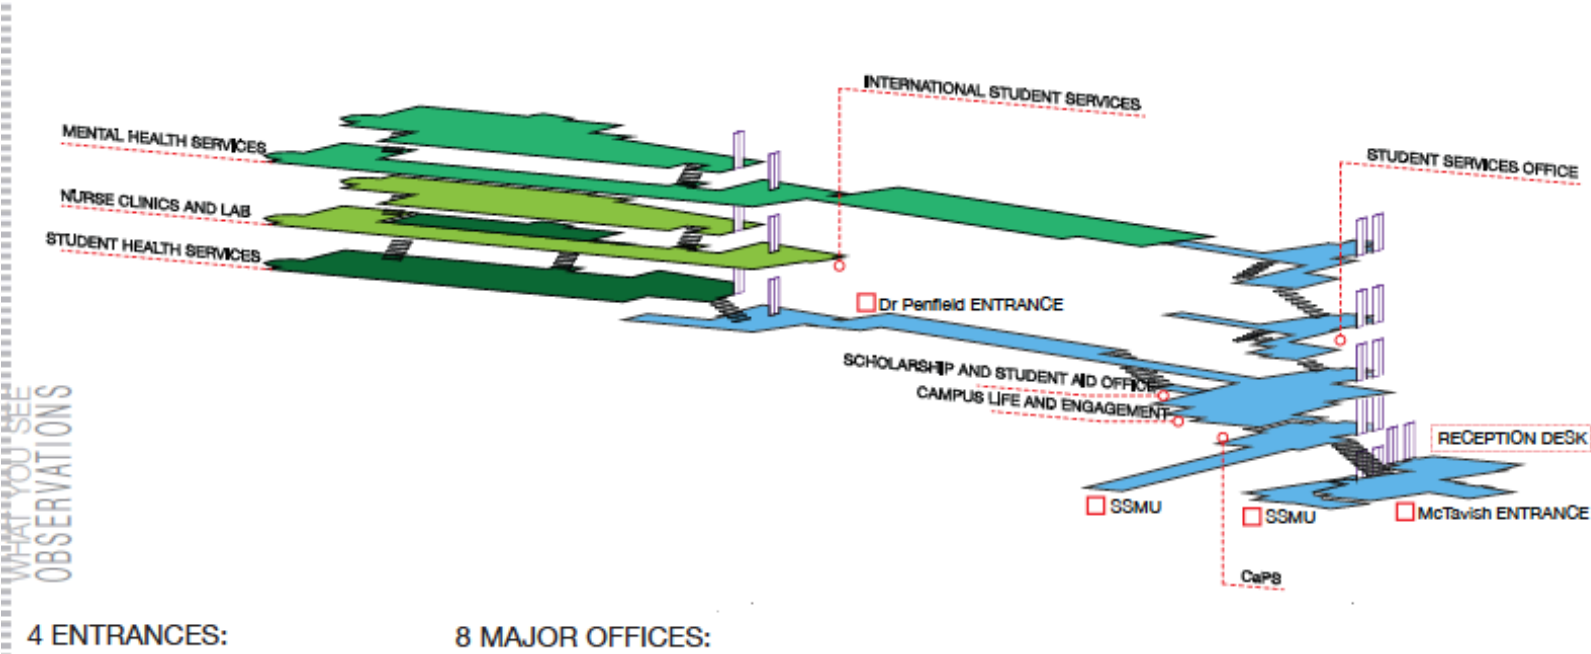 INTERNATIONAL STUDENT SERVICES
MENTAL HEALTH SERVICES
STUDENT SERVICES OFFICE
NURSE CLINICS AND LAB
STUDENT HEALTH SERVICES
Dr Penfield ENTRANCE
SCHOLARSHIP AND STUDENT AID OFFICE
CAMPUS LIFE AND ENGAGEMENT
RECEPTION DESK
SSMU
SSMU
McTavish ENTRANCE
CaPS
WHAT YOU SEE
OBSERVATIONS
4 ENTRANCES:
8 MAJOR OFFICES: